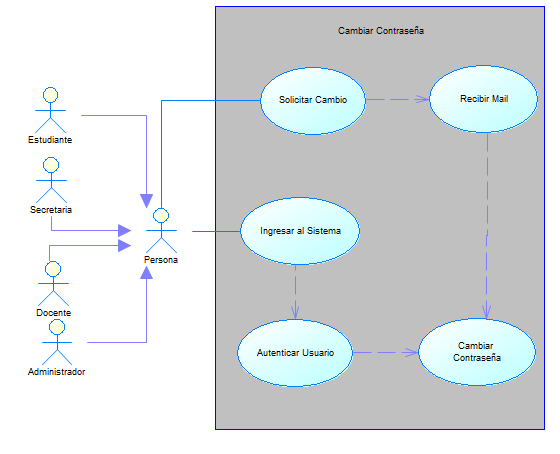 Cambiar Contraseña
Solicitar Cambio
Recibir Mail
Estudiante
Secretaria
Persona
Ingresar al Sistema
Docente
Administrador
Autenticar Usuario
Cambiar
Contraseña